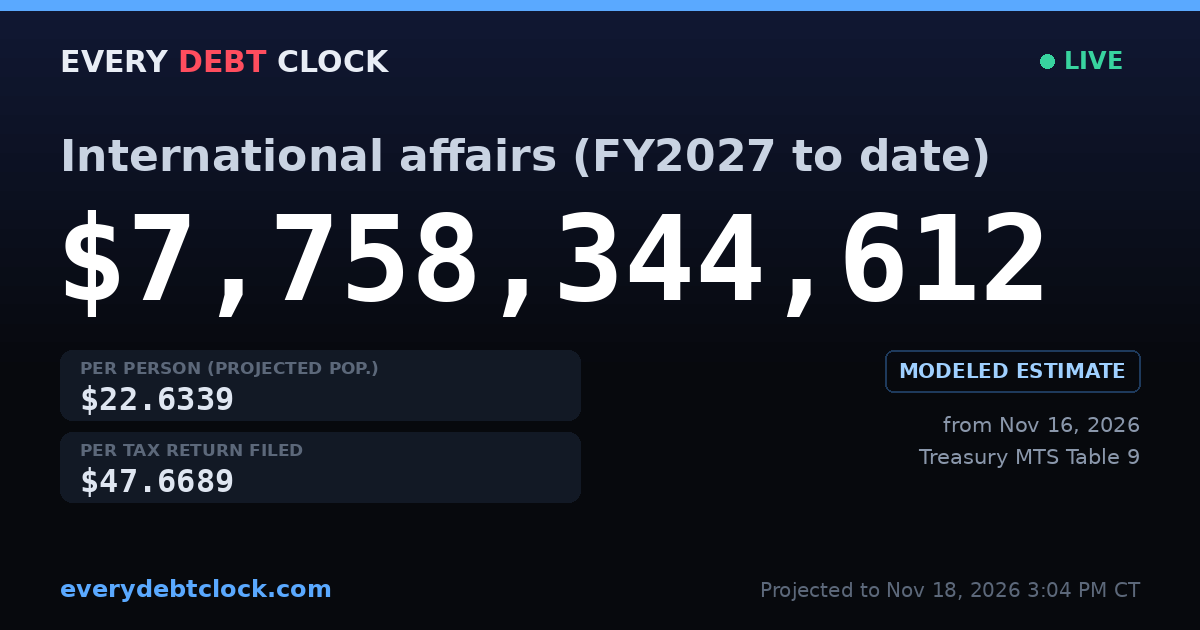 EVERY DEBT CLOCK
LIVE
International affairs (FY2027 to date)
$7,758,344,612
PER PERSON (PROJECTED POP.)
$22.6339
PER TAX RETURN FILED
$47.6689
MODELED ESTIMATE
from Nov 16, 2026
Treasury MTS Table 9
everydebtclock.com
Projected to Nov 18, 2026 3:04 PM CT